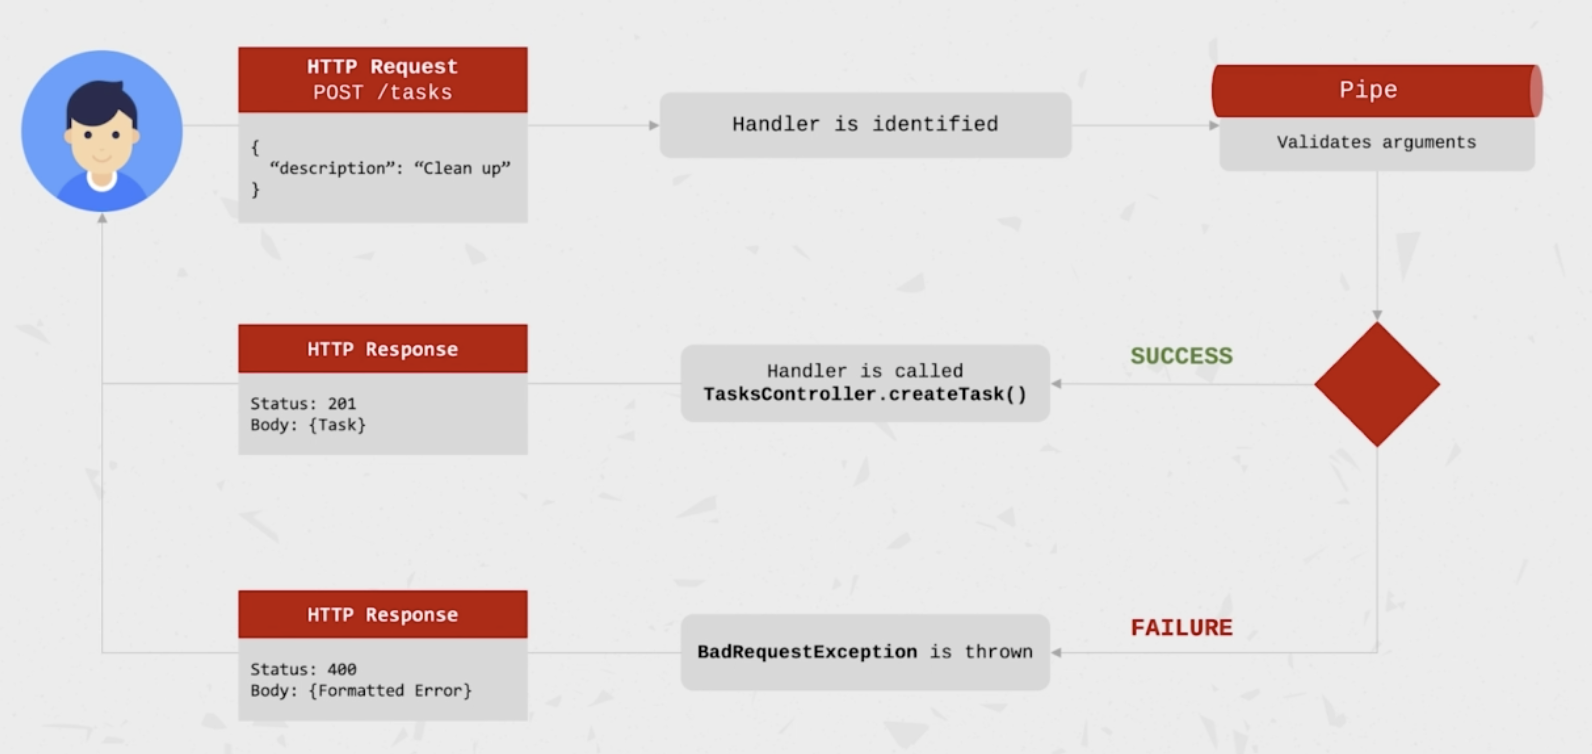 HTTP Request
POST /tasks
{
“description”: “Clean up”
}
Handler is identified
Pipe
Validates arguments
HTTP Response
Status: 201
Body: {Task}
Handler is called
TasksController.createTask()
SUCCESS
HTTP Response
Status: 400
Body: {Formatted Error}
BadRequestException is thrown
FAILURE